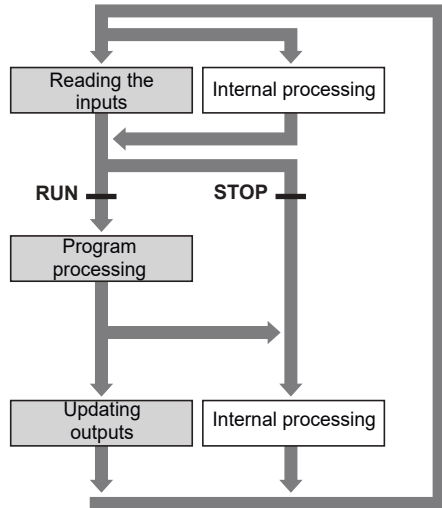 Reading the
inputs
Internal processing
RUN
STOP
Program
processing
Updating
outputs
Internal processing